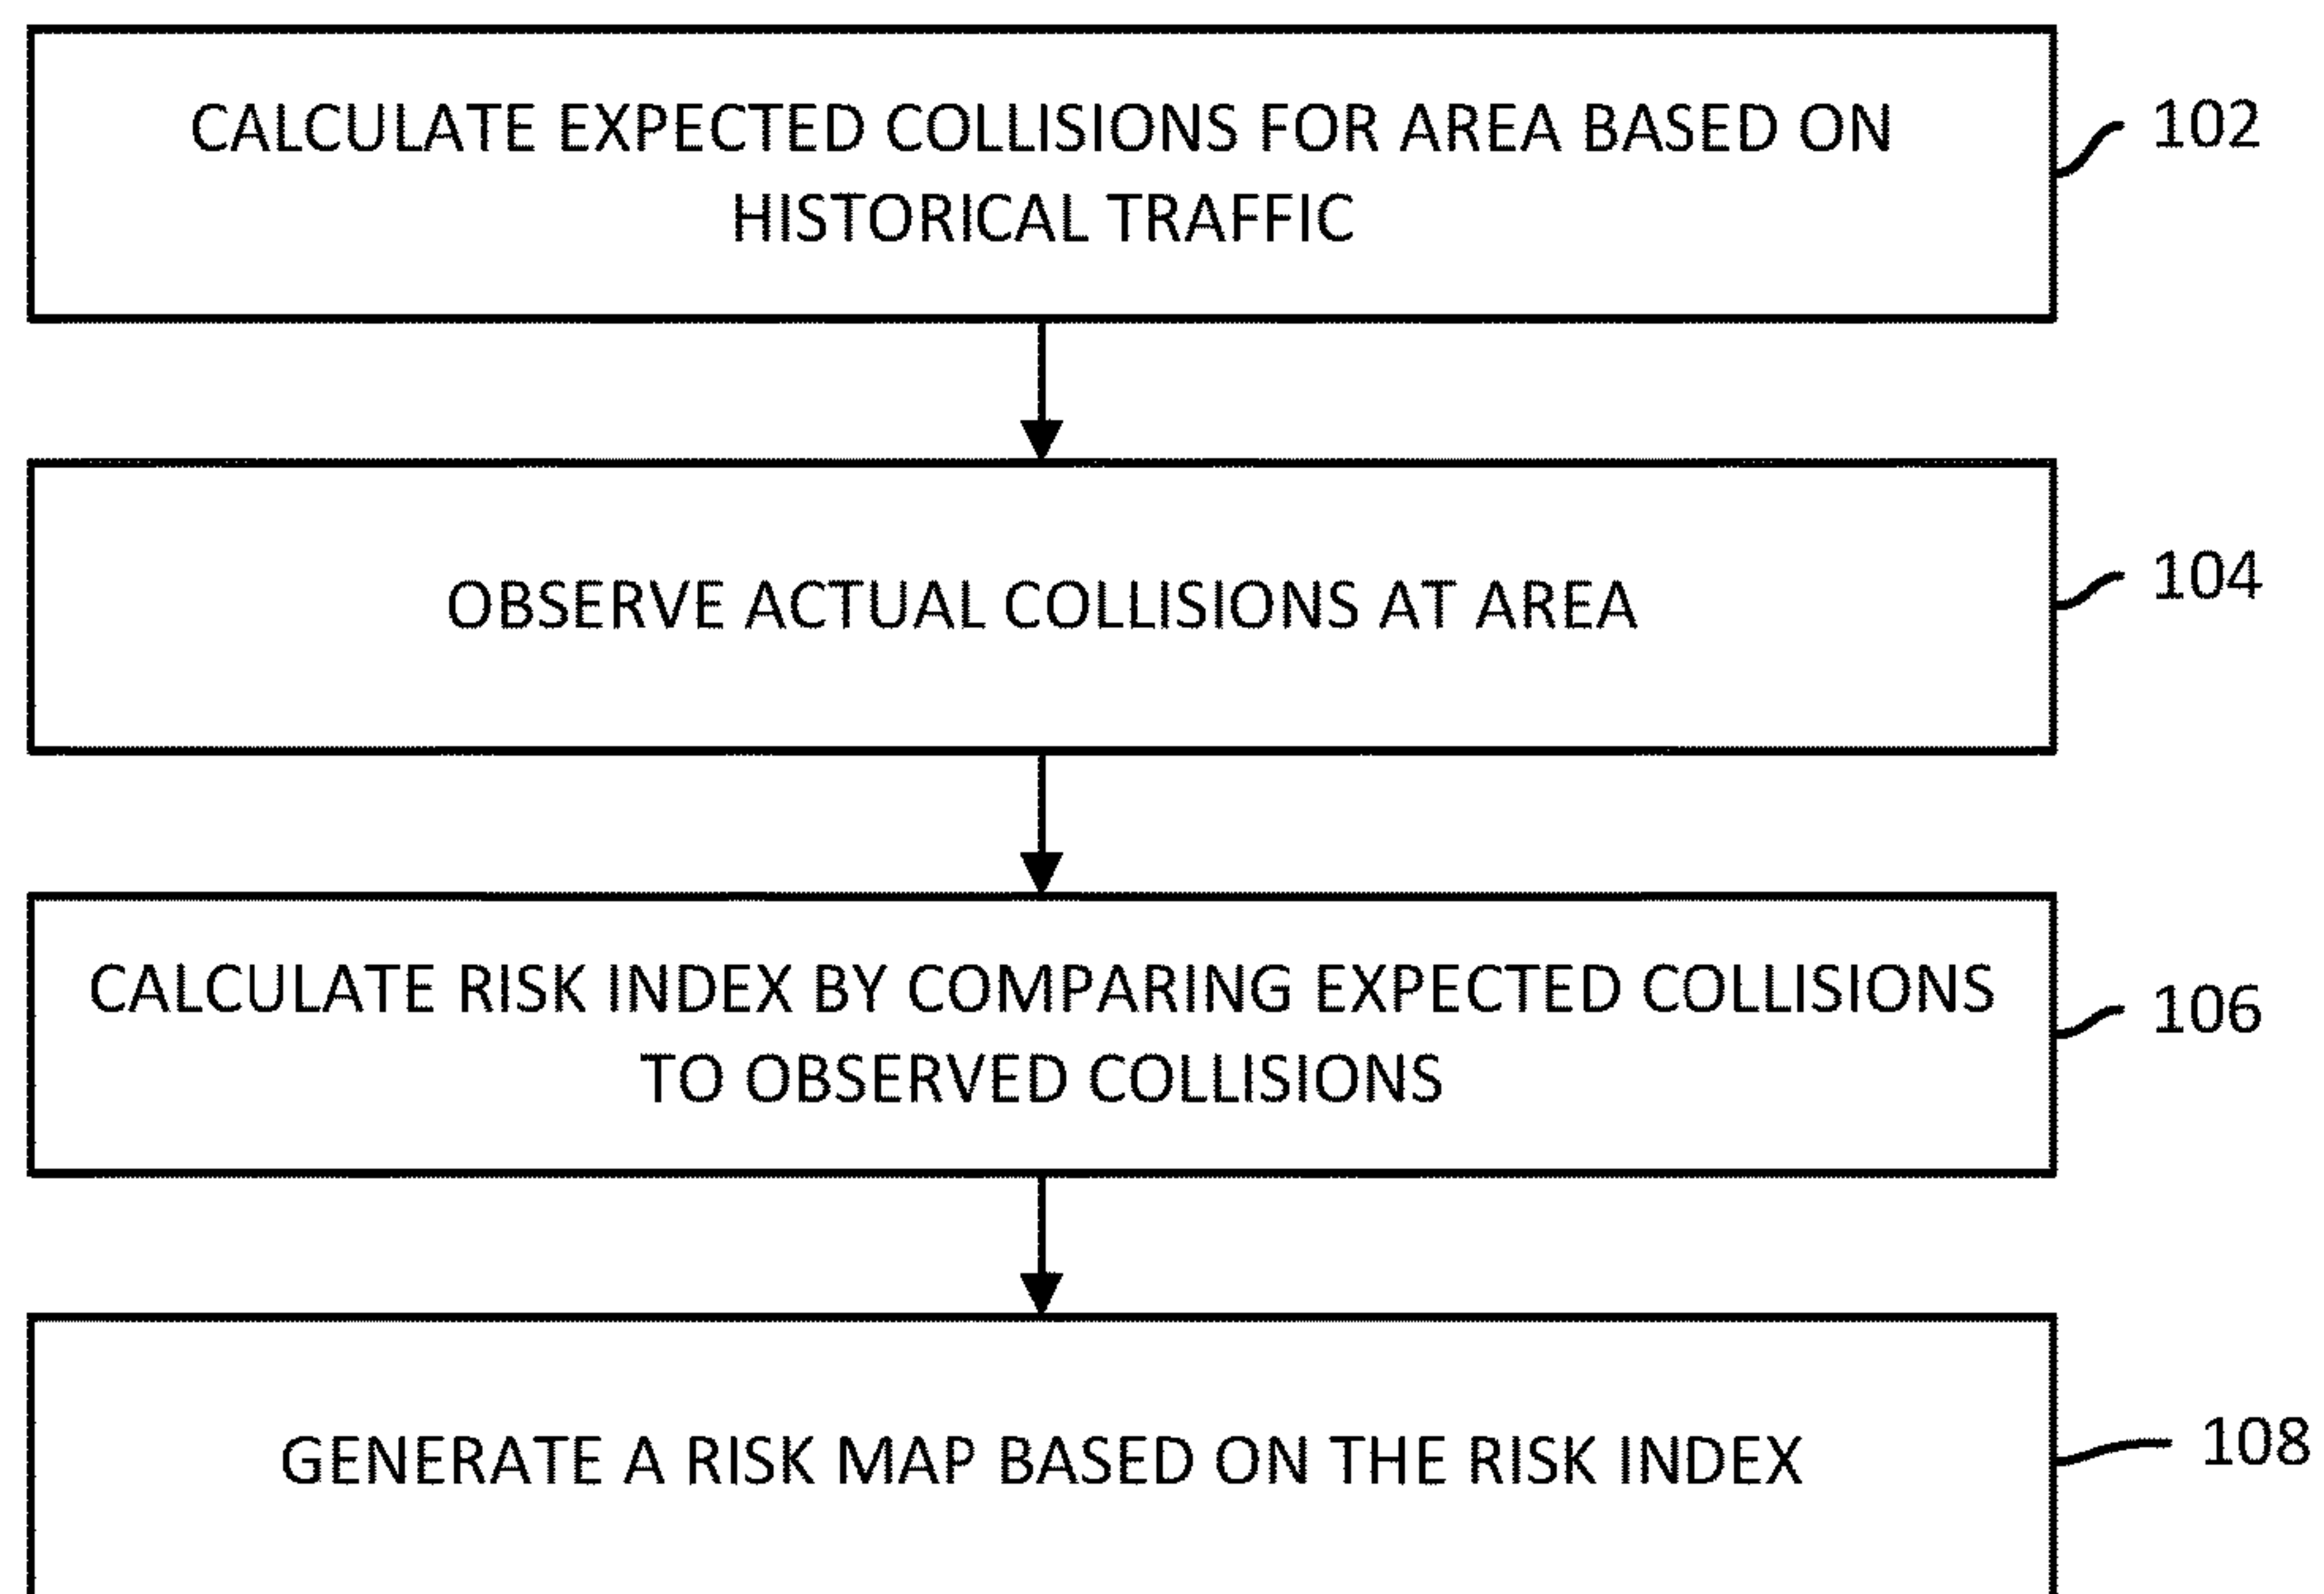 CALCULATE EXPECTED COLLISIONS FOR AREA BASED ON
HISTORICAL TRAFFIC
102
OBSERVE ACTUAL COLLISIONS AT AREA
104
CALCULATE RISK INDEX BY COMPARING EXPECTED COLLISIONS
TO OBSERVED COLLISIONS
106
GENERATE A RISK MAP BASED ON THE RISK INDEX
108